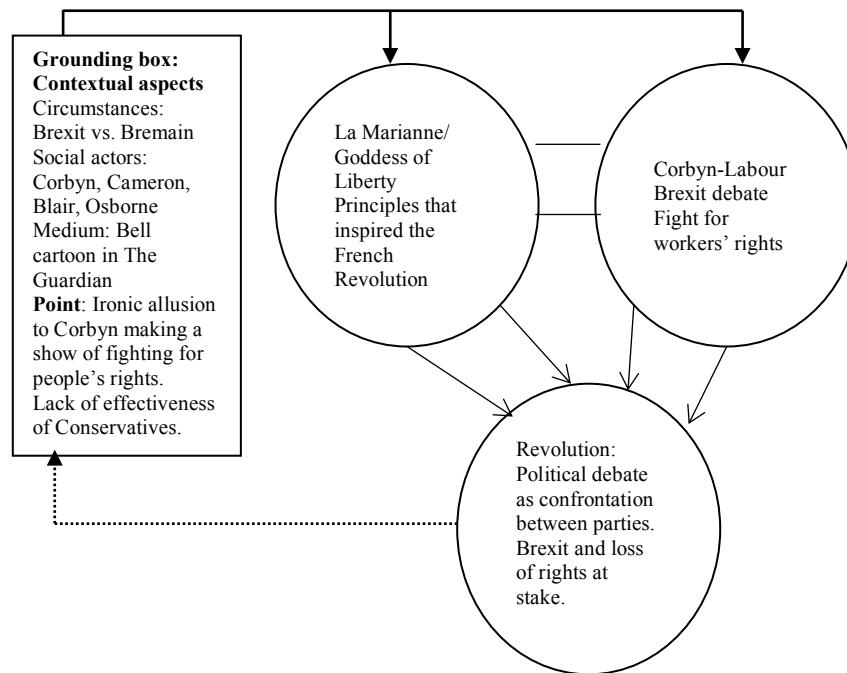 Grounding box:
Contextual aspects
Circumstances:
Brexit vs. Bremain
Social actors:
Corbyn, Cameron,
Blair, Osborne
Medium: Bell
cartoon in The
Guardian
Point: Ironic allusion
to Corbyn making a
show of fighting for
people’s rights.
Lack of effectiveness
of Conservatives.
La Marianne/
Goddess of
Liberty
Principles that
inspired the
French
Revolution
Corbyn-Labour
Brexit debate
Fight for
workers’ rights
Revolution:
Political debate
as confrontation
between parties.
Brexit and loss
of rights at
stake.